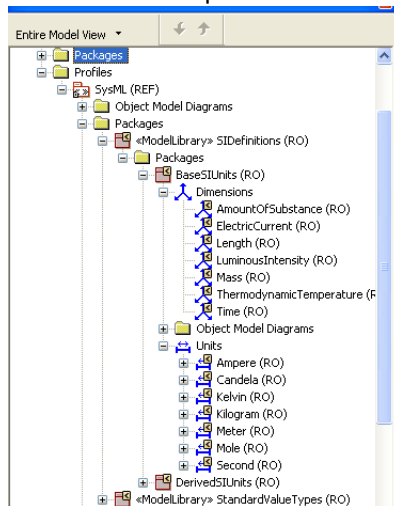 Entire Model View
Packages
Profiles
SysML (REF)
Object Model Diagrams
Packages
«ModelLibrary» SIDefinitions (RO)
Packages
BaseSIUnits (RO)
Dimensions
AmountOfSubstance (RO)
ElectricCurrent (RO)
Length (RO)
LuminousIntensity (RO)
Mass (RO)
ThermodynamicTemperature (R
Time (RO)
Object Model Diagrams
Units
Ampere (RO)
Candela (RO)
Kelvin (RO)
Kilogram (RO)
Meter (RO)
Mole (RO)
Second (RO)
DerivedSIUnits (RO)
«ModelLibrary» StandardValueTypes (RO)